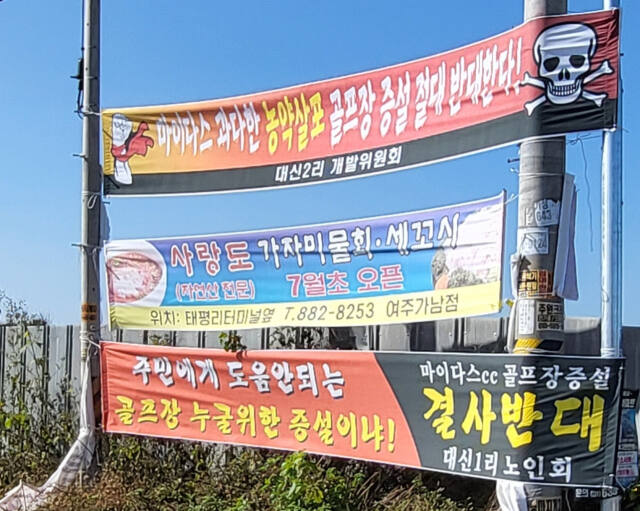 마이다스 과다한 농약살포 골프장 증설 절대 반대한다!
대신2리 개발위원회
사랑도 가자미물회·세꼬시
(자연산 전문) 7월초 오픈
위치: 태평리터미널옆 T.882-8253 여주가남점
주민에게 도움안되는
골프장 누굴위한 증설이냐!
마이다스cc 골프장증설
결사반대
대신1리노인회